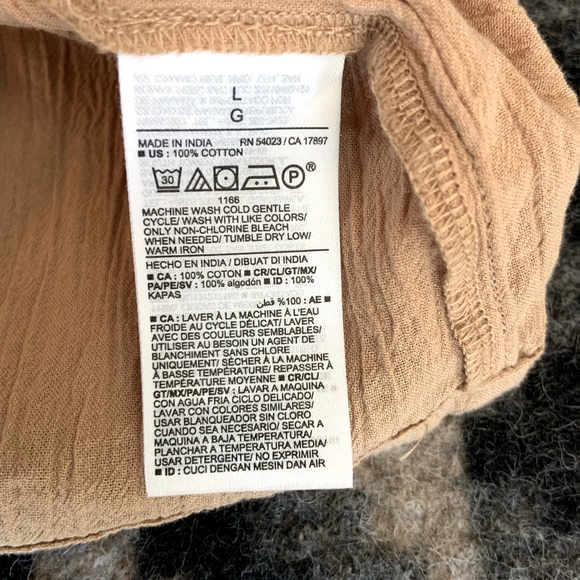 L
G
MADE IN INDIA RN 54023 / CA 17897
■ US : 100% COTTON
30 P®
1166
MACHINE WASH COLD GENTLE
CYCLE/ WASH WITH LIKE COLORS/
ONLY NON-CHLORINE BLEACH
WHEN NEEDED/ TUMBLE DRY LOW/
WARM IRON
HECHO EN INDIA / DIBUAT DI INDIA
■ CA : 100% COTON ■ CR/CL/GT/MX/
PA/PE/SV : 100% algodón ■ ID : 100%
KAPAS
■ AE : 100% قطن
■ CA : LAVER À LA MACHINE À L'EAU
FROIDE AU CYCLE DÉLICAT/ LAVER
AVEC DES COULEURS SEMBLABLES/
UTILISER AU BESOIN UN AGENT DE
BLANCHIMENT SANS CHLORE
UNIQUEMENT/ SÉCHER À LA MACHINE
À BASSE TEMPÉRATURE/ REPASSER À
TEMPÉRATURE MOYENNE ■ CR/CL/
GT/MX/PA/PE/SV : LAVAR A MAQUINA
CON AGUA FRIA CICLO DELICADO/
LAVAR CON COLORES SIMILARES/
USAR BLANQUEADOR SIN CLORO
CUANDO SEA NECESARIO/ SECAR A
MAQUINA A BAJA TEMPERATURA/
PLANCHAR A TEMPERATURA MEDIA/
USAR DETERGENTE/ NO EXPRIMIR
■ ID : CUCI DENGAN MESIN DAN AIR